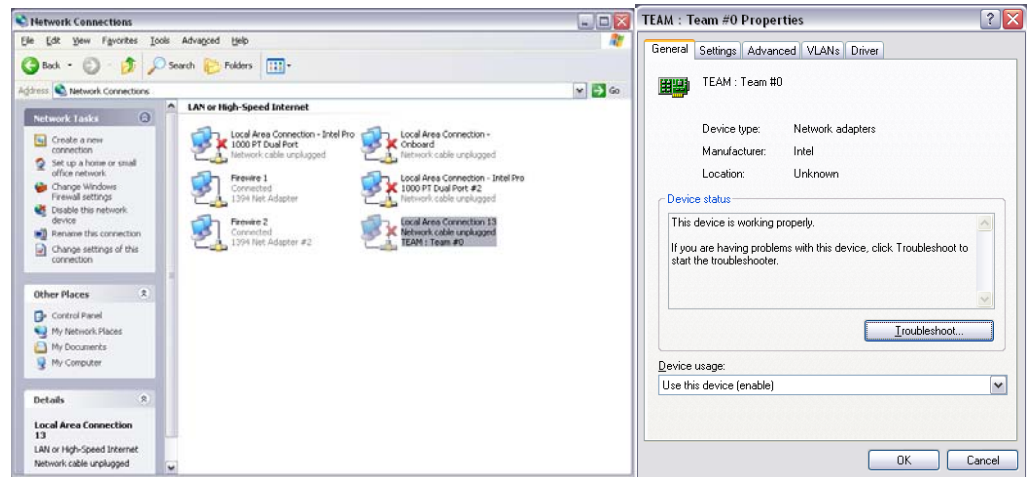 Network Connections
File Edit View Favorites Tools Advanced Help
Back Search Folders
Address Network Connections Go
Network Tasks
Create a new
connection
Set up a home or small
office network
Change Windows
Firewall settings
Disable this network
device
Rename this connection
Change settings of this
connection
Other Places
Control Panel
My Network Places
My Documents
My Computer
Details
Local Area Connection
13
LAN or High-Speed Internet
Network cable unplugged
LAN or High-Speed Internet
Local Area Connection - Intel Pro
1000 PT Dual Port
Network cable unplugged
Local Area Connection -
Onboard
Network cable unplugged
Firewire 1
Connected
1394 Net Adapter
Local Area Connection - Intel Pro
1000 PT Dual Port #2
Network cable unplugged
Firewire 2
Connected
1394 Net Adapter #2
Local Area Connection 13
Network cable unplugged
TEAM : Team #0
TEAM : Team #0 Properties
General Settings Advanced VLANs Driver
TEAM : Team #0
Device type: Network adapters
Manufacturer: Intel
Location: Unknown
Device status
This device is working properly.
If you are having problems with this device, click Troubleshoot to
start the troubleshooter.
Troubleshoot...
Device usage:
Use this device (enable)
OK Cancel